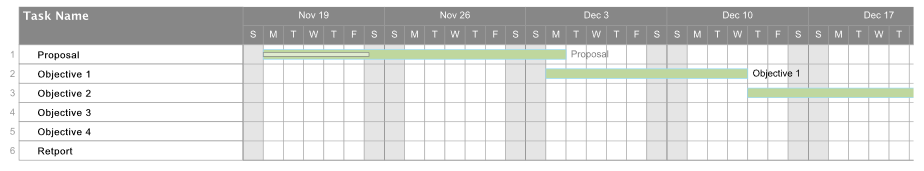 Task Name Nov 19 Nov 26 Dec 3 Dec 10 Dec 17
S M T W T F S S M T W T F S S M T W T F S S M T W T F S S M T W T
1 Proposal Proposal
2 Objective 1 Objective 1
3 Objective 2
4 Objective 3
5 Objective 4
6 Retport